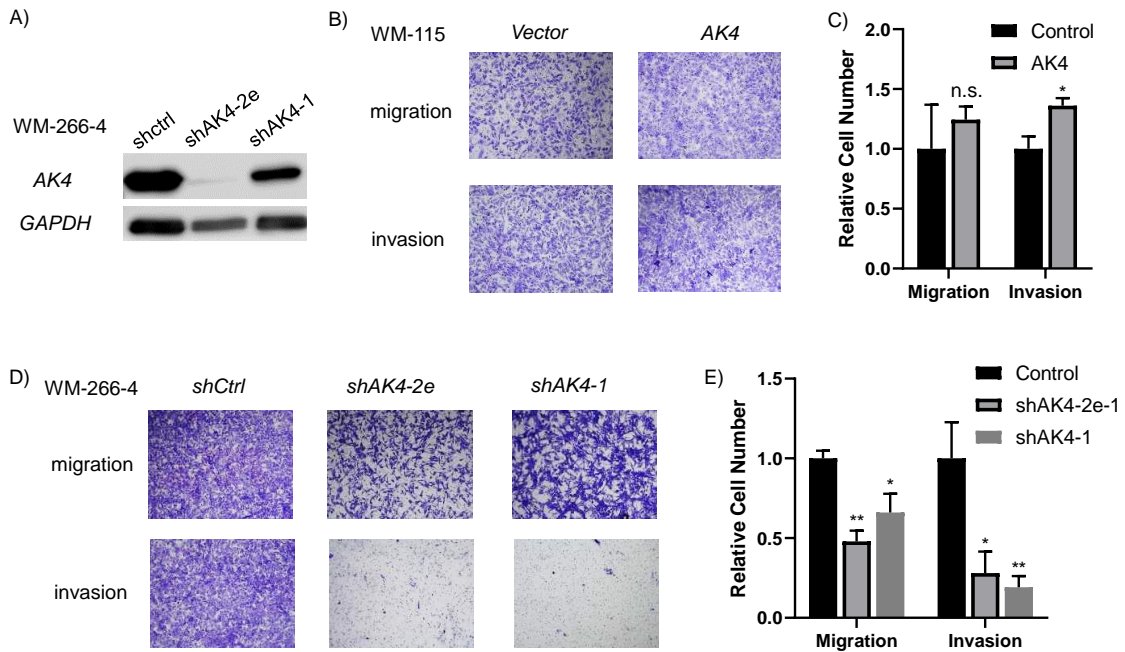 A)
WM-266-4
shctrl
shAK4-2e
shAK4-1
AK4
GAPDH
B)
WM-115
Vector
AK4
migration
invasion
C)
Control
AK4
Relative Cell Number
2.0
1.5
1.0
0.5
0.0
n.s.
*
Migration
Invasion
D)
WM-266-4
shCtrl
shAK4-2e
shAK4-1
migration
invasion
E)
Control
shAK4-2e-1
shAK4-1
Relative Cell Number
1.5
1.0
0.5
0.0
**
*
*
**
Migration
Invasion